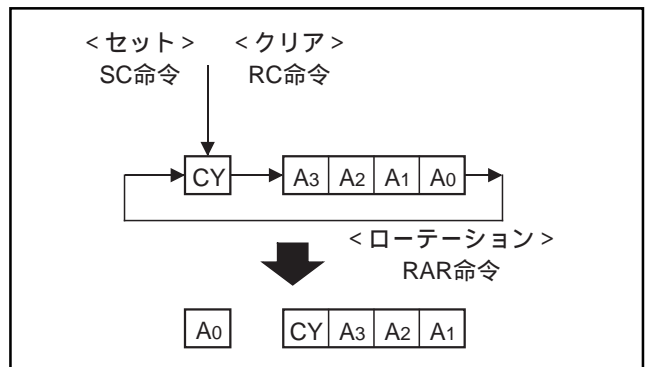 <セット> <クリア>
SC命令 RC命令
CY A3 A2 A1 A0
<ローテーション>
RAR命令
A0 CY A3 A2 A1